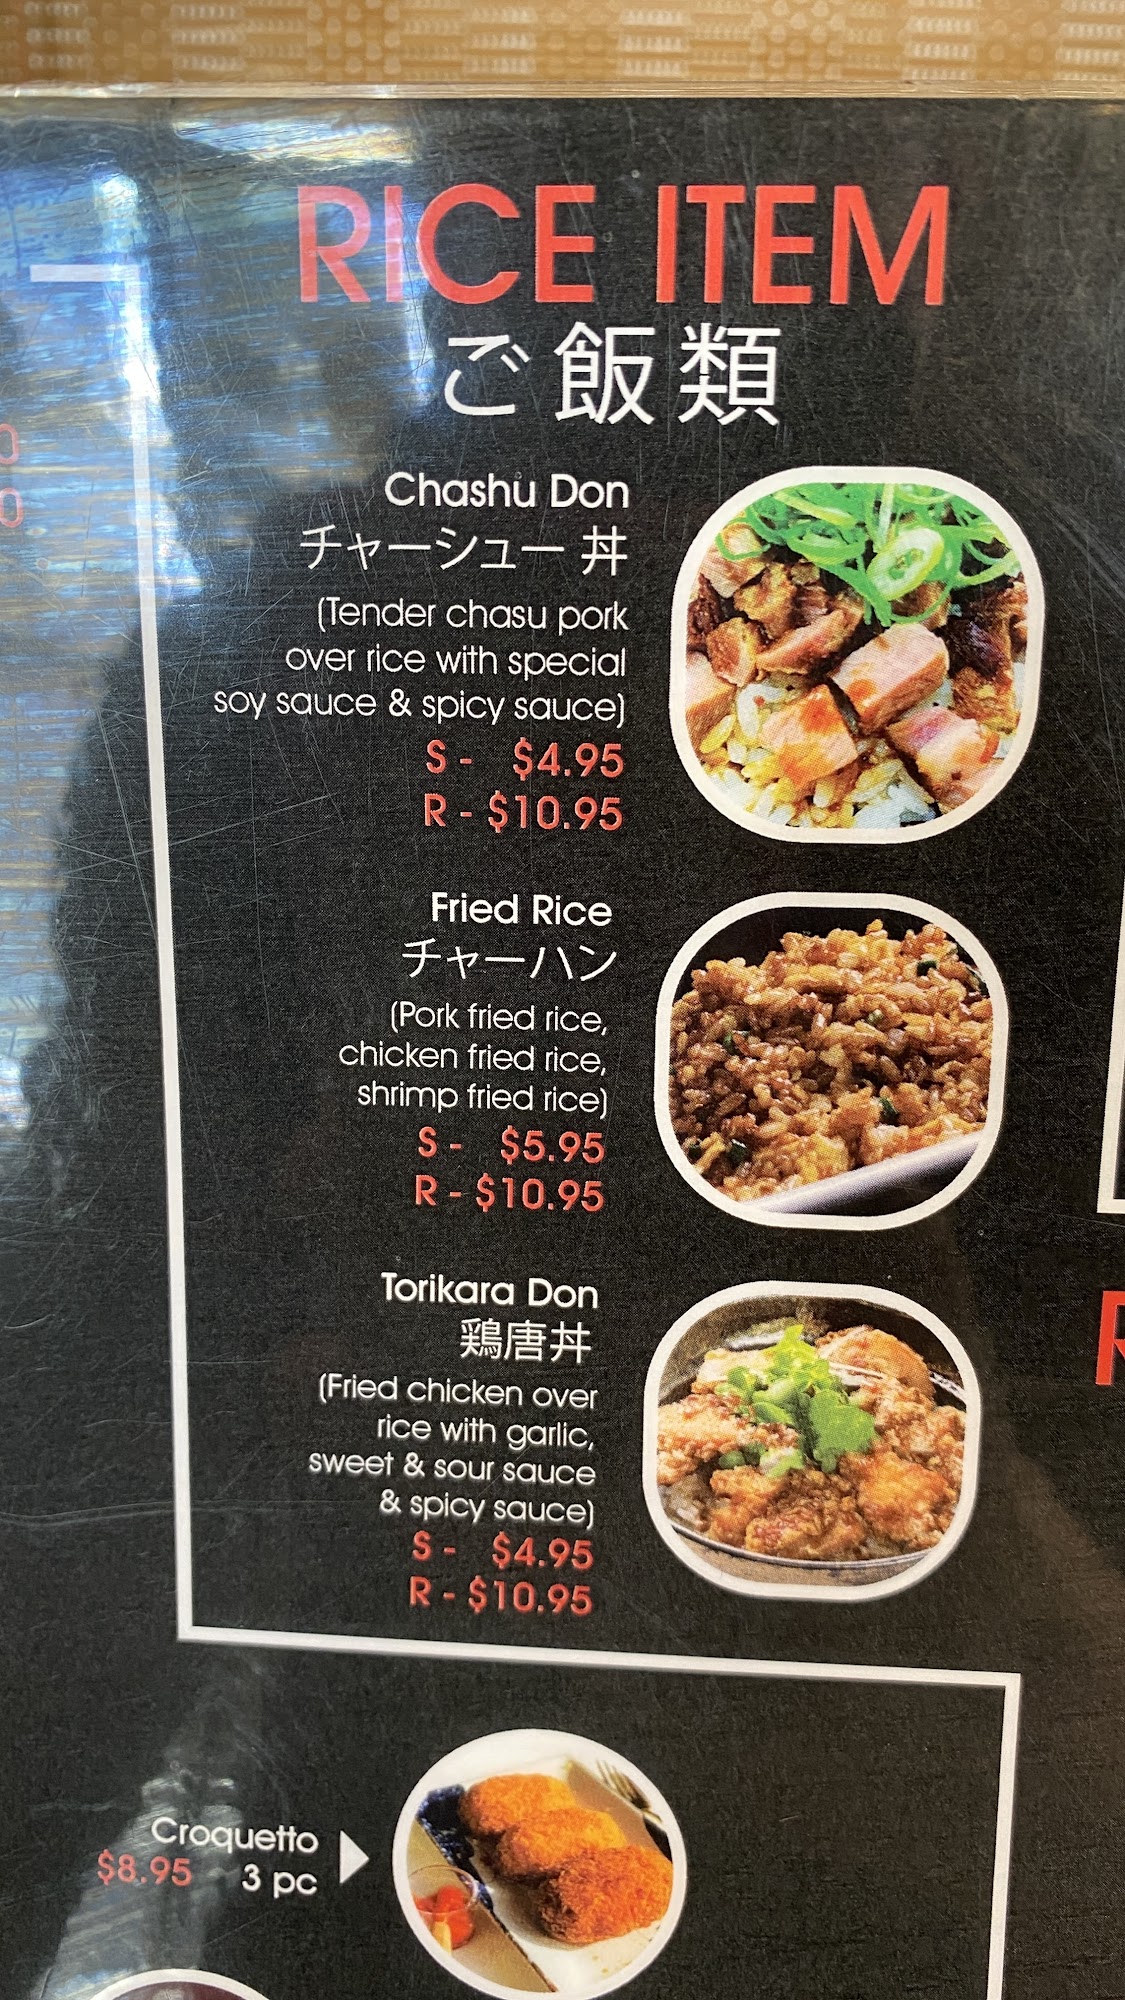 RICE ITEM
ご飯類
Chashu Don
チャーシュー 丼
(Tender chasu pork
over rice with special
soy sauce & spicy sauce)
S - $4.95
R - $10.95
Fried Rice
チャーハン
(Pork fried rice,
chicken fried rice,
shrimp fried rice)
S - $5.95
R - $10.95
Torikara Don
鶏唐丼
(Fried chicken over
rice with garlic,
sweet & sour sauce
& spicy sauce)
S - $4.95
R - $10.95
Croquetto
$8.95 3 pc